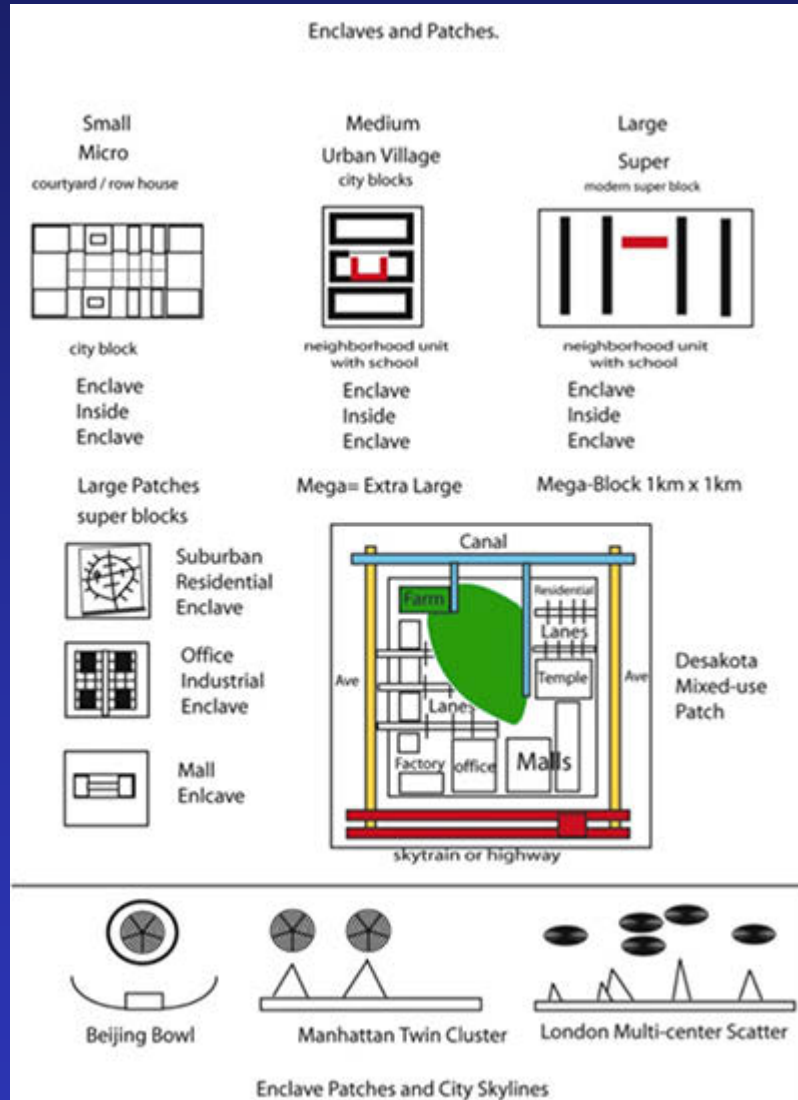 Enclaves and Patches.
Small
Micro
courtyard / row house
Medium
Urban Village
city blocks
Large
Super
modern super block
city block
neighborhood unit
with school
neighborhood unit
with school
Enclave
Inside
Enclave
Enclave
Inside
Enclave
Enclave
Inside
Enclave
Large Patches
super blocks
Mega= Extra Large
Mega-Block 1km x 1km
Suburban
Residential
Enclave
Office
Industrial
Enclave
Mall
Enlcave
Canal
Farm
Residential
Lanes
Temple
Ave
Ave
Lanes
Factory
office
Malls
skytrain or highway
Desakota
Mixed-use
Patch
Beijing Bowl
Manhattan Twin Cluster
London Multi-center Scatter
Enclave Patches and City Skylines